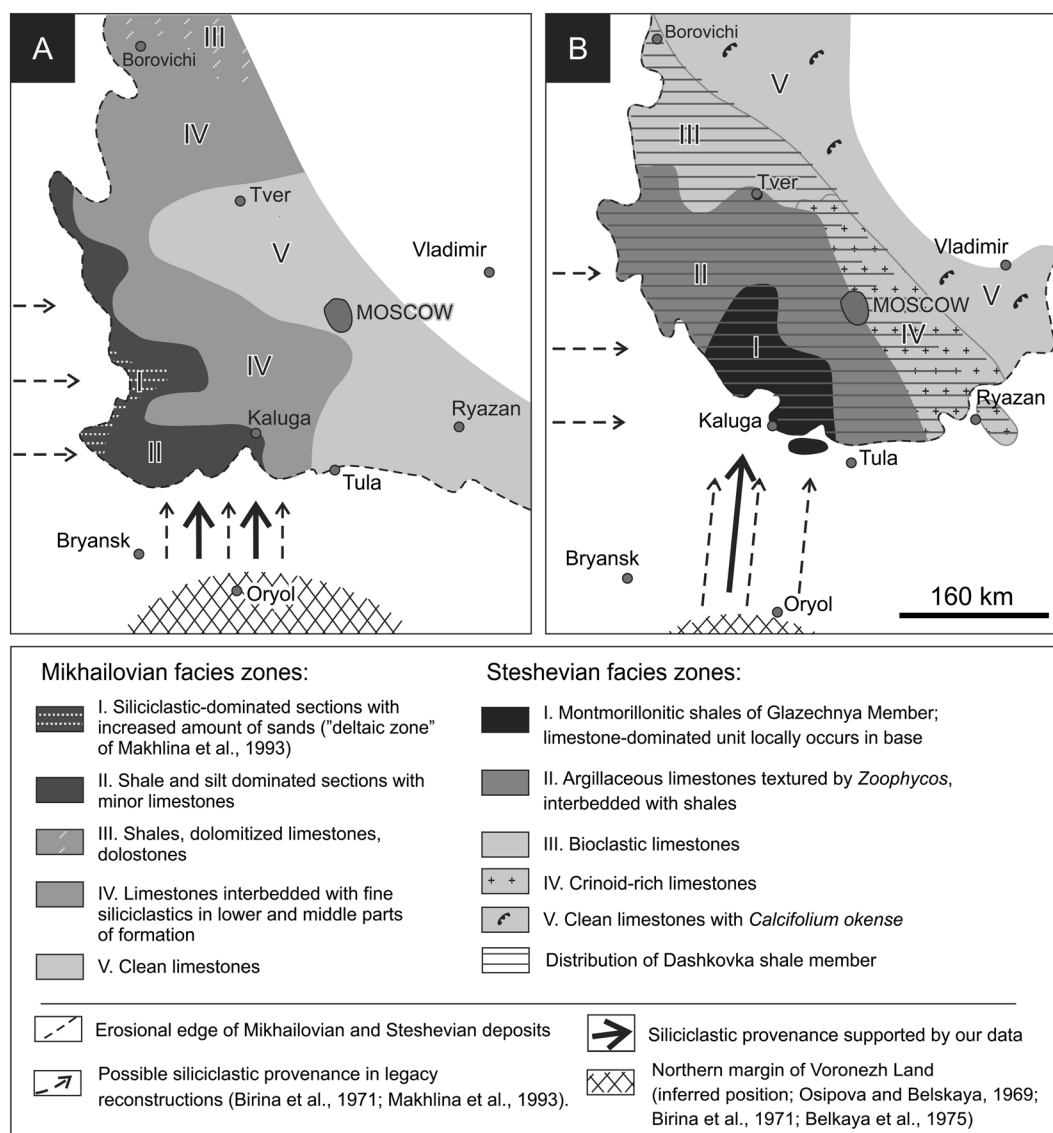 A
III
Borovichi
IV
Tver
V
Vladimir
MOSCOW
I
IV
Kaluga
Ryazan
II
Tula
Bryansk
Oryol
B
Borovichi
V
III
Tver
Vladimir
II
V
MOSCOW
I
IV
Ryazan
Kaluga
Tula
Bryansk
Oryol
160 km
Mikhailovian facies zones:
I. Siliciclastic-dominated sections with
increased amount of sands ("deltaic zone"
of Makhlina et al., 1993)
II. Shale and silt dominated sections with
minor limestones
III. Shales, dolomitized limestones,
dolostones
IV. Limestones interbedded with fine
siliciclastics in lower and middle parts
of formation
V. Clean limestones
Steshevian facies zones:
I. Montmorillonitic shales of Glazechnya Member;
limestone-dominated unit locally occurs in base
II. Argillaceous limestones textured by Zoophycos,
interbedded with shales
III. Bioclastic limestones
IV. Crinoid-rich limestones
V. Clean limestones with Calcifolium okense
Distribution of Dashkovka shale member
Erosional edge of Mikhailovian and Steshevian deposits
Possible siliciclastic provenance in legacy
reconstructions (Birina et al., 1971; Makhlina et al., 1993).
Siliciclastic provenance supported by our data
Northern margin of Voronezh Land
(inferred position; Osipova and Belskaya, 1969;
Birina et al., 1971; Belkaya et al., 1975)